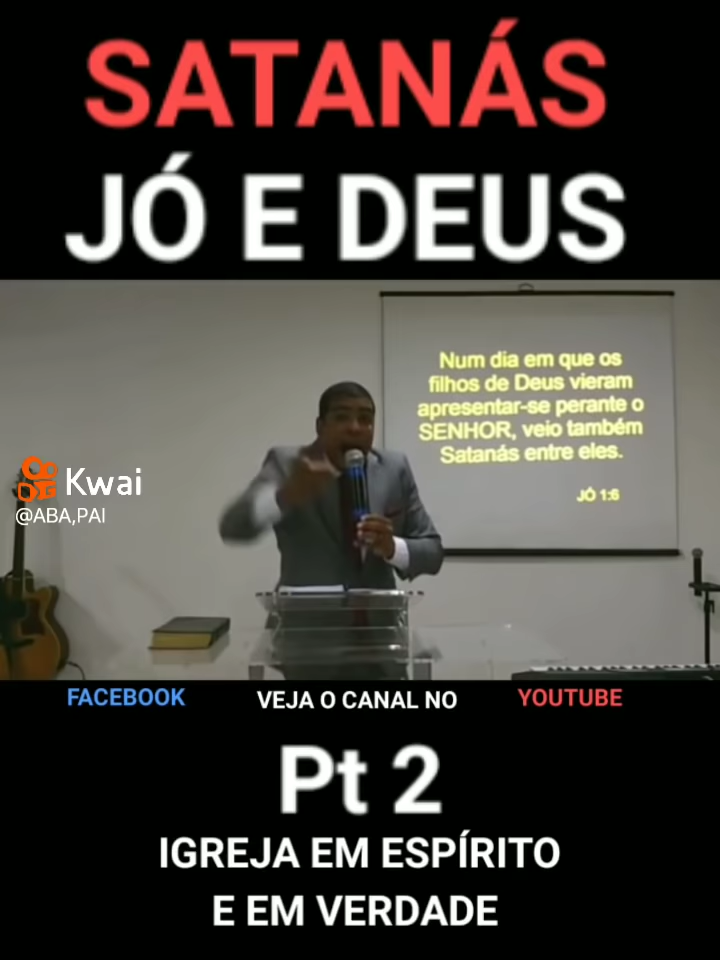 SATANÁS
JÓ E DEUS
Num dia em que os
filhos de Deus vieram
apresentar-se perante o
SENHOR, veio também
Satanás entre eles.
JÓ 1:6
Kwai
@ABA,PAI
FACEBOOK VEJA O CANAL NO YOUTUBE
Pt 2
IGREJA EM ESPÍRITO
E EM VERDADE